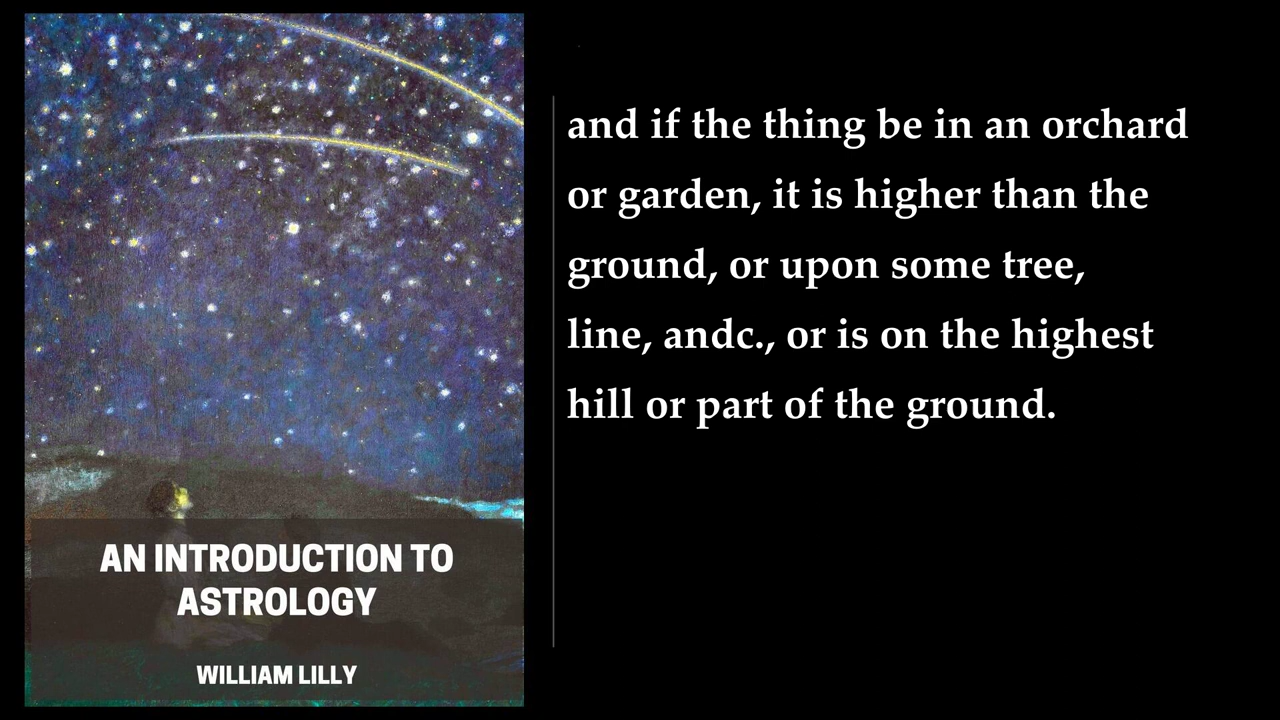 AN INTRODUCTION TO
ASTROLOGY
WILLIAM LILLY
and if the thing be in an orchard
or garden, it is higher than the
ground, or upon some tree,
line, andc., or is on the highest
hill or part of the ground.